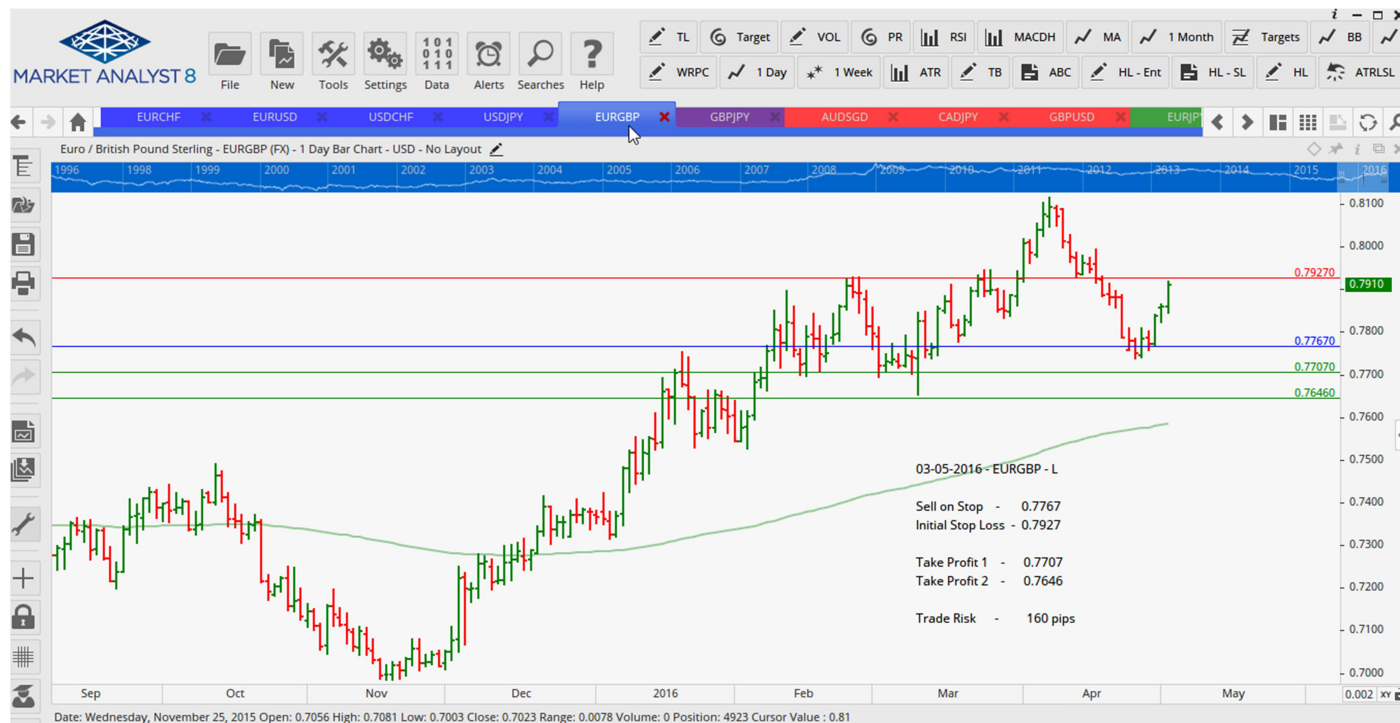 MARKET ANALYST 8
File New Tools Settings Data Alerts Searches Help
TL Target VOL PR RSI MACDH MA 1 Month Targets BB
WRPC 1 Day 1 Week ATR TB ABC HL - Ent HL - SL HL ATRLSL
EURCHF EURUSD USDCHF USDJPY EURGBP GBPJPY AUDSGD CADJPY GBPUSD EURJP
Euro / British Pound Sterling - EURGBP (FX) - 1 Day Bar Chart - USD - No Layout
1996 1998 1999 2000 2001 2002 2003 2004 2005 2006 2007 2008 2009 2010 2011 2012 2013 2014 2015 2016
0.8100
0.8000
0.79270
0.7910
0.7800
0.77670
0.77070
0.7700
0.76460
0.7600
0.7500
03-05-2016 - EURGBP - L
Sell on Stop - 0.7767
0.7400
Initial Stop Loss - 0.7927
0.7300
Take Profit 1 - 0.7707
Take Profit 2 - 0.7646
0.7200
Trade Risk - 160 pips
0.7100
0.7000
Sep Oct Nov Dec 2016 Feb Mar Apr May 0.002 XY
Date: Wednesday, November 25, 2015 Open: 0.7056 High: 0.7081 Low: 0.7003 Close: 0.7023 Range: 0.0078 Volume: 0 Position: 4923 Cursor Value : 0.81